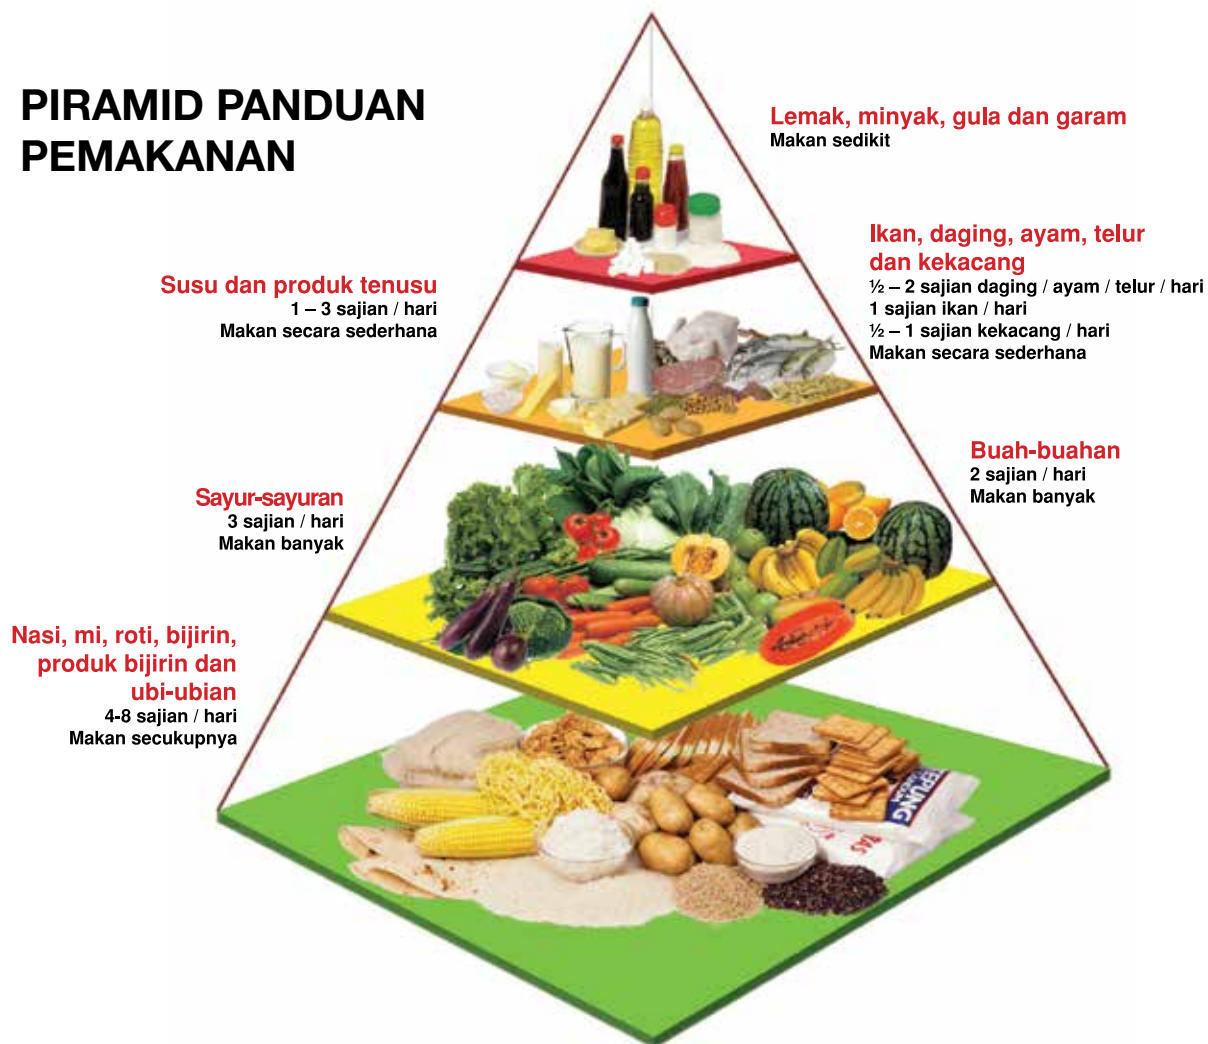 PIRAMID PANDUAN
PEMAKANAN
Lemak, minyak, gula dan garam
Makan sedikit
Ikan, daging, ayam, telur
dan kekacang
½ – 2 sajian daging / ayam / telur / hari
1 sajian ikan / hari
½ – 1 sajian kekacang / hari
Makan secara sederhana
Susu dan produk tenusu
1 – 3 sajian / hari
Makan secara sederhana
Buah-buahan
2 sajian / hari
Makan banyak
Sayur-sayuran
3 sajian / hari
Makan banyak
Nasi, mi, roti, bijirin,
produk bijirin dan
ubi-ubian
4-8 sajian / hari
Makan secukupnya